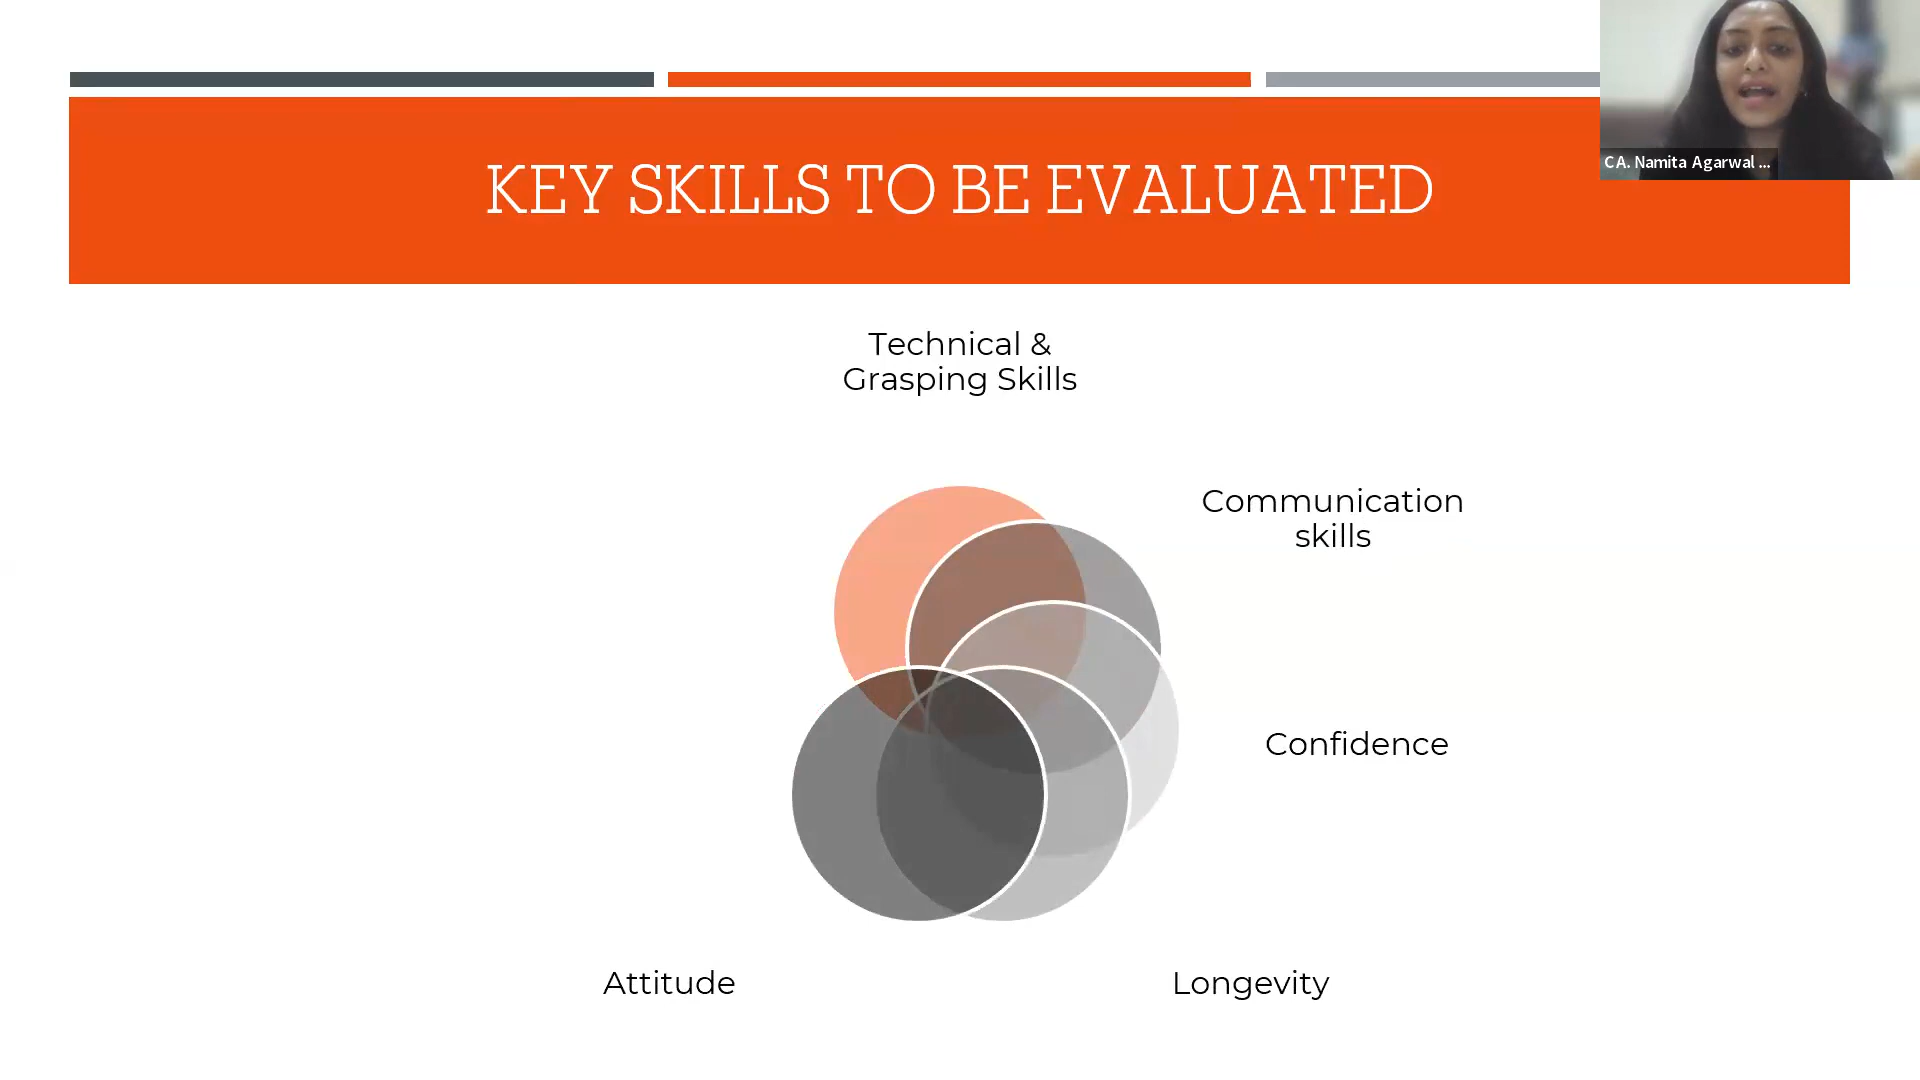 CA. Namita Agarwal ...
KEY SKILLS TO BE EVALUATED
Technical &
Grasping Skills
Communication
skills
Confidence
Attitude
Longevity